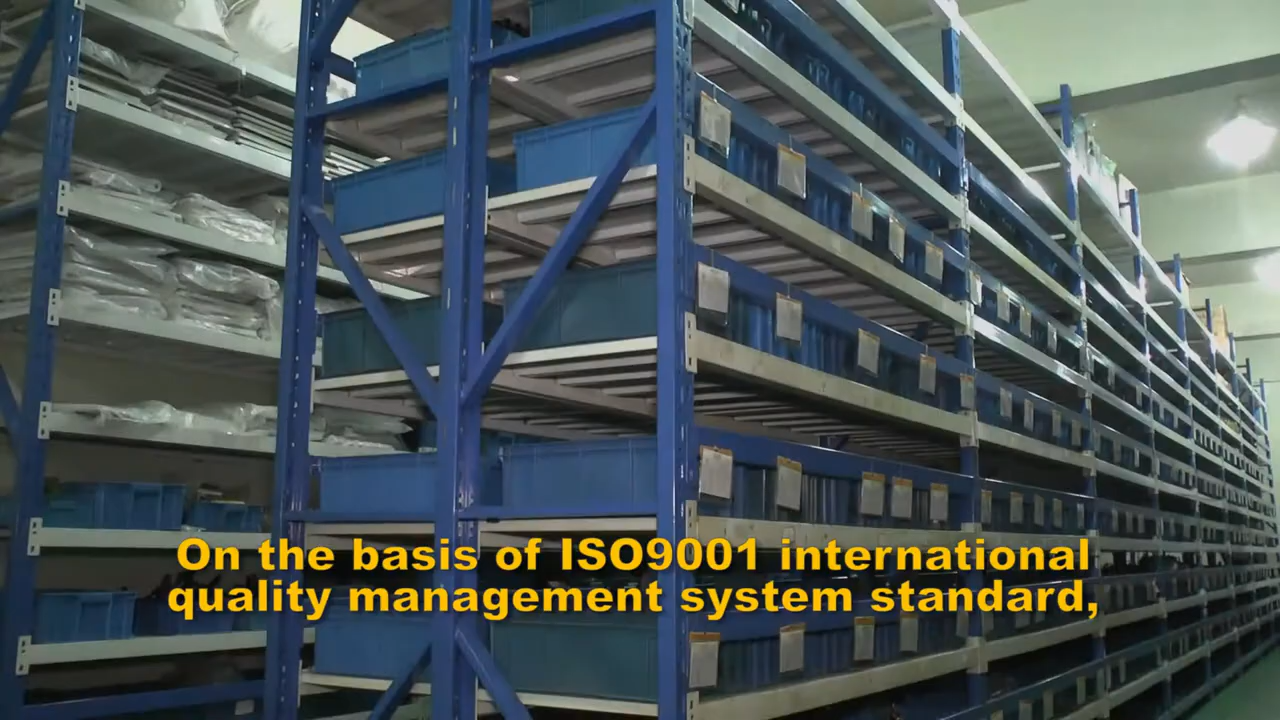 On the basis of ISO9001 international
quality management system standard,